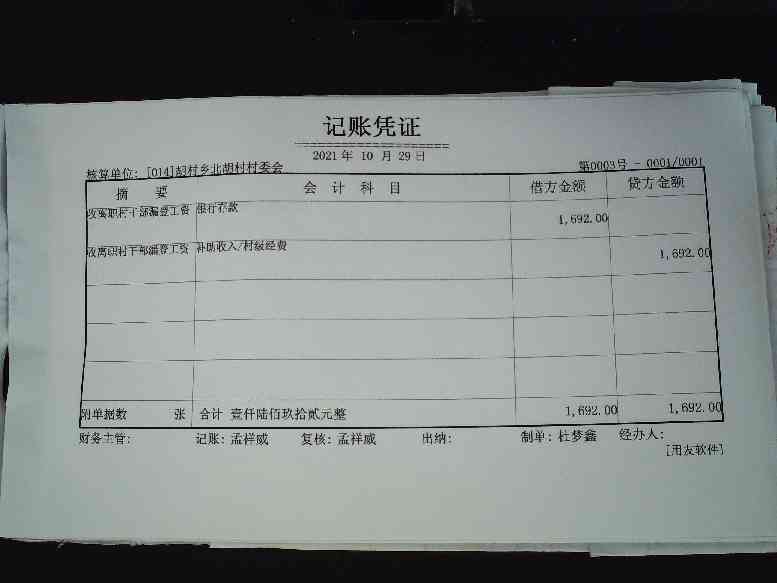 记账凭证
2021 年 10 月 29 日
核算单位: [014]胡村乡北胡村村委会 第0003号 - 0001/0001
摘 要 会 计 科 目 借方金额 贷方金额
收离职村干部漏登工资 银行存款 1,692.00
收离职村干部漏登工资 补助收入/村级经费 1,692.00
附单据数 张 合计 壹仟陆佰玖拾贰元整 1,692.00 1,692.00
财务主管: 记账: 孟祥威 复核: 孟祥威 出纳: 制单: 杜梦鑫 经办人:
[用友软件]